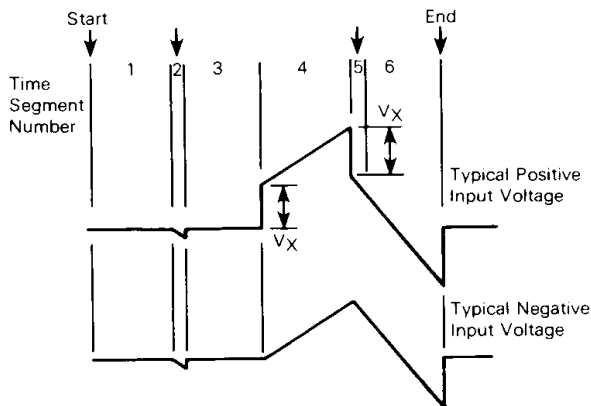 Start
End
Time
Segment
Number
1
2
3
4
5
6
VX
VX
Typical Positive
Input Voltage
Typical Negative
Input Voltage